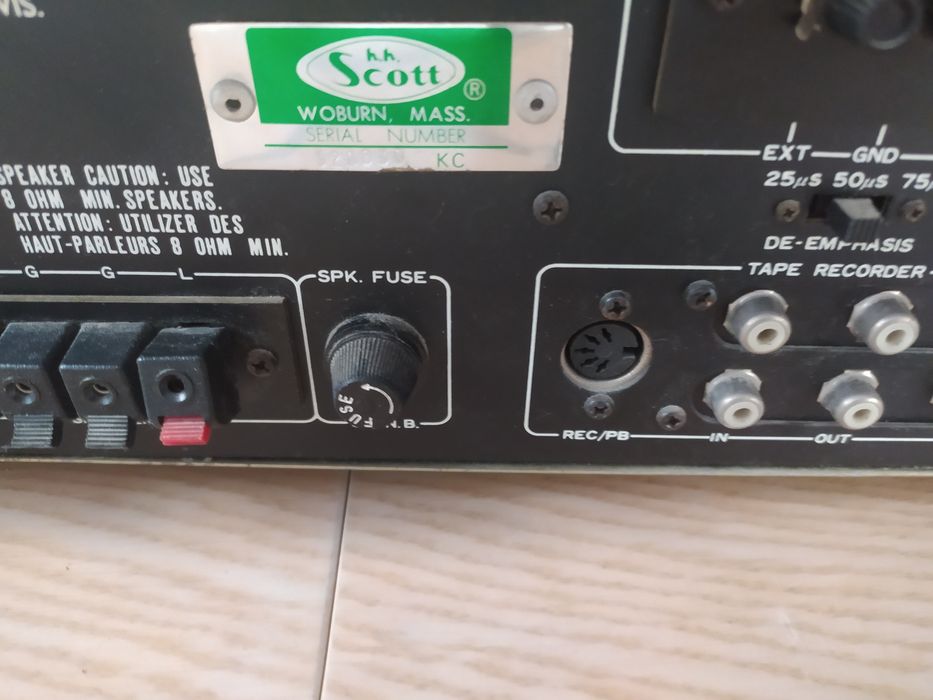 h.h.
Scott ®
WOBURN, MASS.
SERIAL NUMBER
KC
SPEAKER CAUTION: USE
8 OHM MIN. SPEAKERS.
ATTENTION: UTILIZER DES
HAUT-PARLEURS 8 OHM MIN.
G G L
SPK. FUSE
FUSE
N.B.
EXT GND
25µS 50µS 75
DE-EMPHASIS
TAPE RECORDER
REC/PB IN OUT